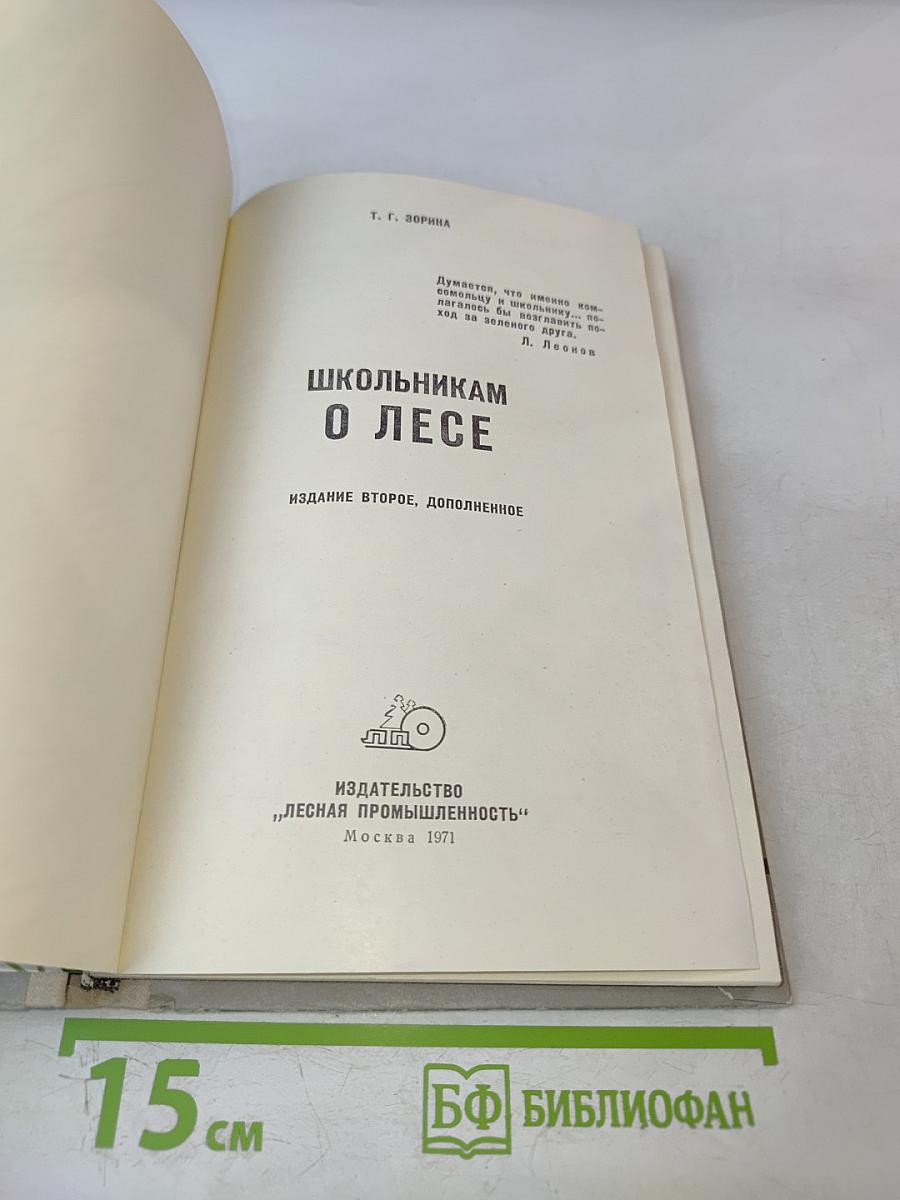 Т. Г. ЗОРИНА
Думается, что именно ком-
сомольцу и школьнику... по-
лагалось бы возглавить по-
ход за зеленого друга.
Л. Леонов
ШКОЛЬНИКАМ
О ЛЕСЕ
ИЗДАНИЕ ВТОРОЕ, ДОПОЛНЕННОЕ
ЛП
ИЗДАТЕЛЬСТВО
„ЛЕСНАЯ ПРОМЫШЛЕННОСТЬ“
Москва 1971
15 см
БФ БИБЛИОФАН